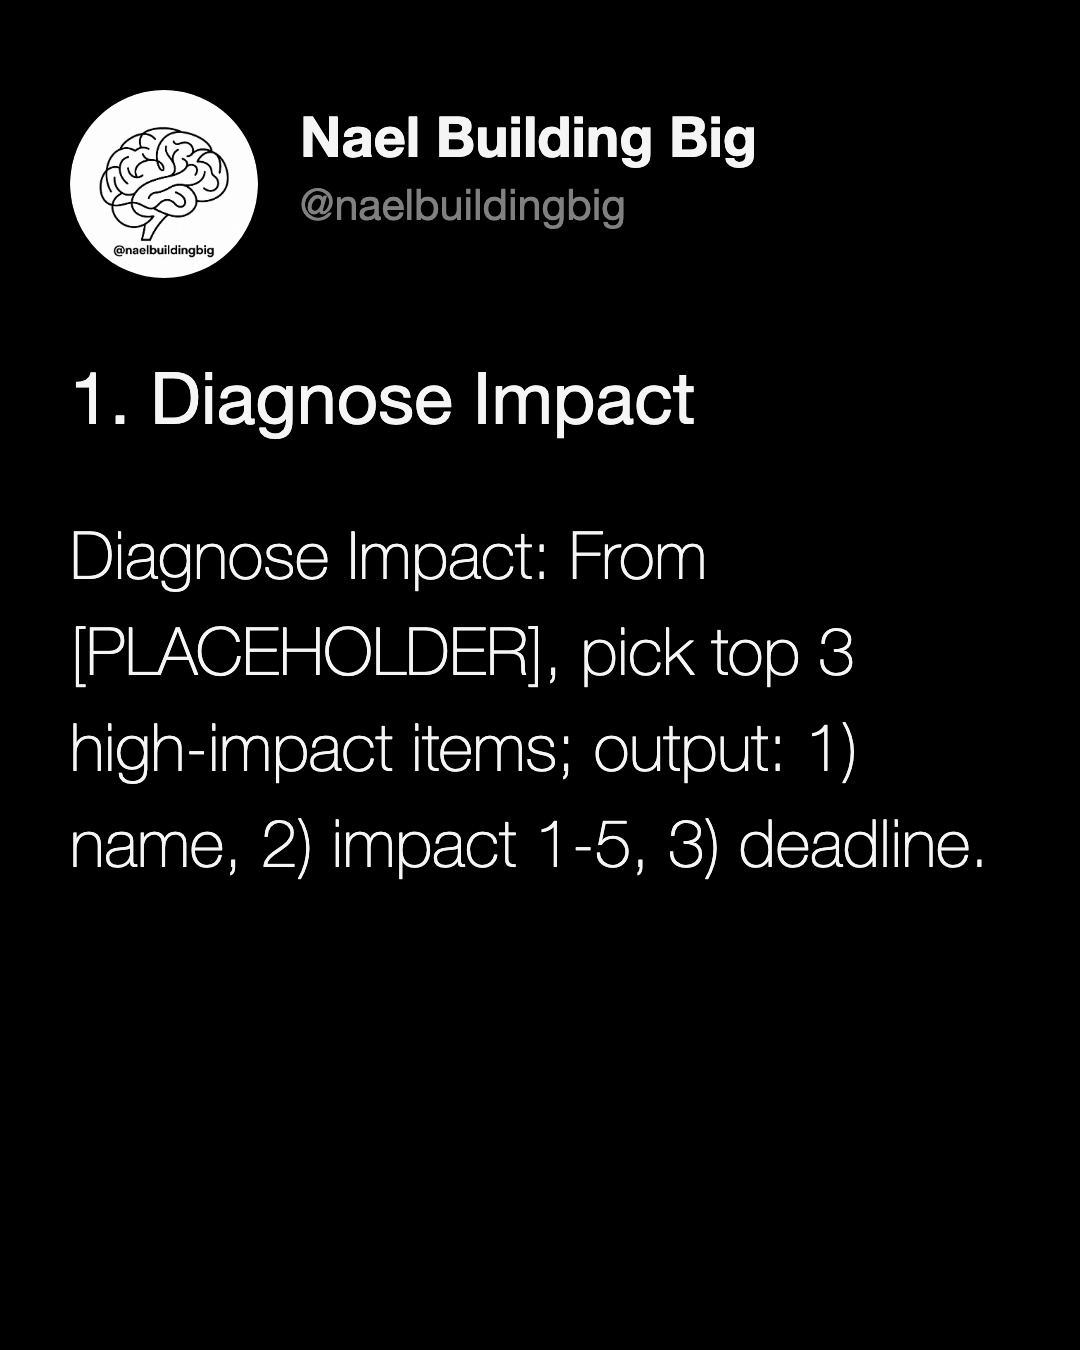 Nael Building Big
@naelbuildingbig
@naelbuildingbig
1. Diagnose Impact
Diagnose Impact: From
[PLACEHOLDER], pick top 3
high-impact items; output: 1)
name, 2) impact 1-5, 3) deadline.